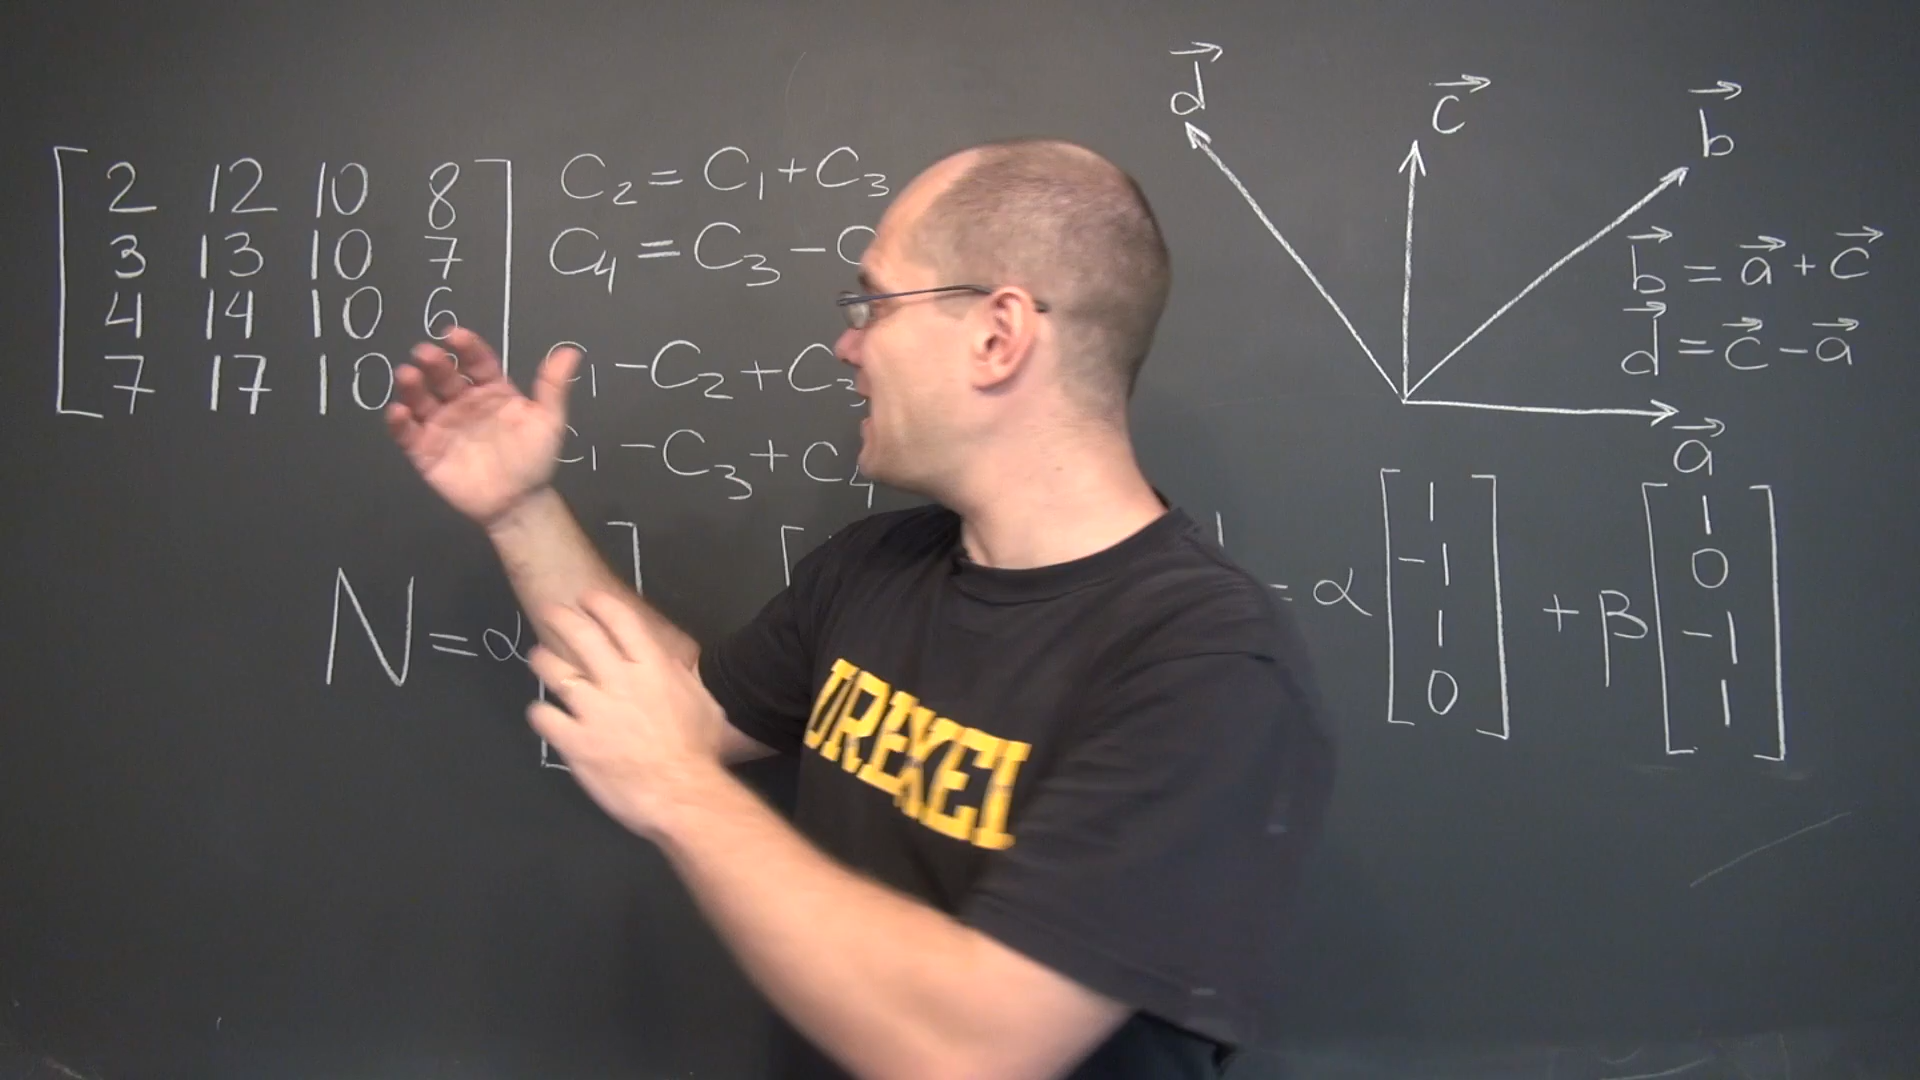 2 12 10 8
3 13 10 7
4 14 10 6
7 17 10
C₂ = C₁ + C₃
C₄ = C₃ -
C₁ - C₂ + C₃
C₁ - C₃ + C₄
N = α
= α [1 -1 1 0] + β [1 0 -1 1]
d⃗
c⃗
b⃗
b⃗ = a⃗ + c⃗
d⃗ = c⃗ - a⃗
a⃗
DREXEL